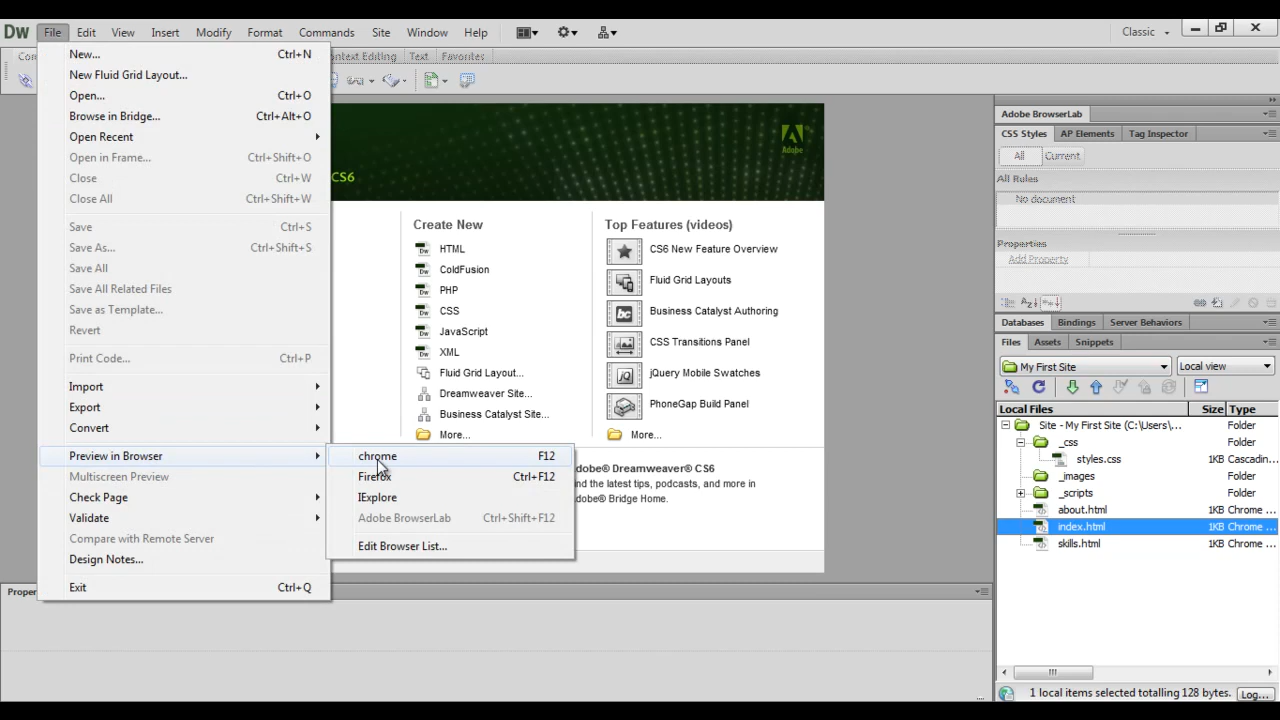 Dw File Edit View Insert Modify Format Commands Site Window Help Classic
Text Favorites
New... Ctrl+N
New Fluid Grid Layout...
Open... Ctrl+O
Browse in Bridge... Ctrl+Alt+O
Open Recent
Open in Frame... Ctrl+Shift+O
Close Ctrl+W
Close All Ctrl+Shift+W
Save Ctrl+S
Save As... Ctrl+Shift+S
Save All
Save All Related Files
Save as Template...
Revert
Print Code... Ctrl+P
Import
Export
Convert
Preview in Browser
Multiscreen Preview
Check Page
Validate
Compare with Remote Server
Design Notes...
Exit Ctrl+Q
chrome F12
Firefox Ctrl+F12
IExplore
Adobe BrowserLab Ctrl+Shift+F12
Edit Browser List...
CS6
Adobe
Create New
HTML
ColdFusion
PHP
CSS
JavaScript
XML
Fluid Grid Layout...
Dreamweaver Site...
Business Catalyst Site...
More...
Top Features (videos)
CS6 New Feature Overview
Fluid Grid Layouts
Business Catalyst Authoring
CSS Transitions Panel
jQuery Mobile Swatches
PhoneGap Build Panel
More...
dobe® Dreamweaver® CS6
ind the latest tips, podcasts, and more in
dobe® Bridge Home.
Proper
Adobe BrowserLab
CSS Styles AP Elements Tag Inspector
All Current
All Rules
No document
Properties
Add Property
Databases Bindings Server Behaviors
Files Assets Snippets
My First Site Local view
Local Files Size Type
Site - My First Site (C:\Users\... Folder
_css Folder
styles.css 1KB Cascadin...
_images Folder
_scripts Folder
about.html 1KB Chrome ...
index.html 1KB Chrome ...
skills.html 1KB Chrome ...
1 local items selected totalling 128 bytes. Log...